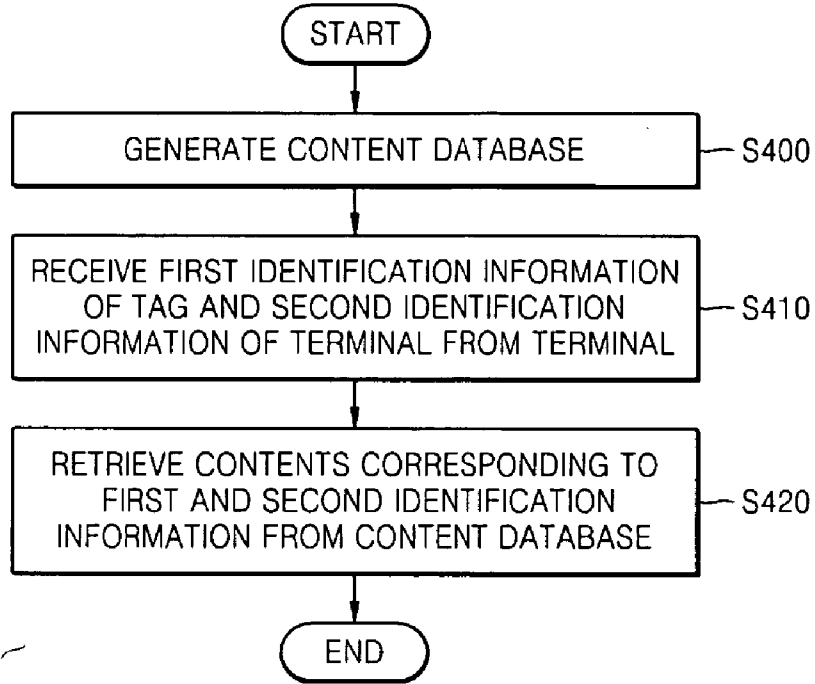 START
GENERATE CONTENT DATABASE
S400
RECEIVE FIRST IDENTIFICATION INFORMATION
OF TAG AND SECOND IDENTIFICATION
INFORMATION OF TERMINAL FROM TERMINAL
S410
RETRIEVE CONTENTS CORRESPONDING TO
FIRST AND SECOND IDENTIFICATION
INFORMATION FROM CONTENT DATABASE
S420
END